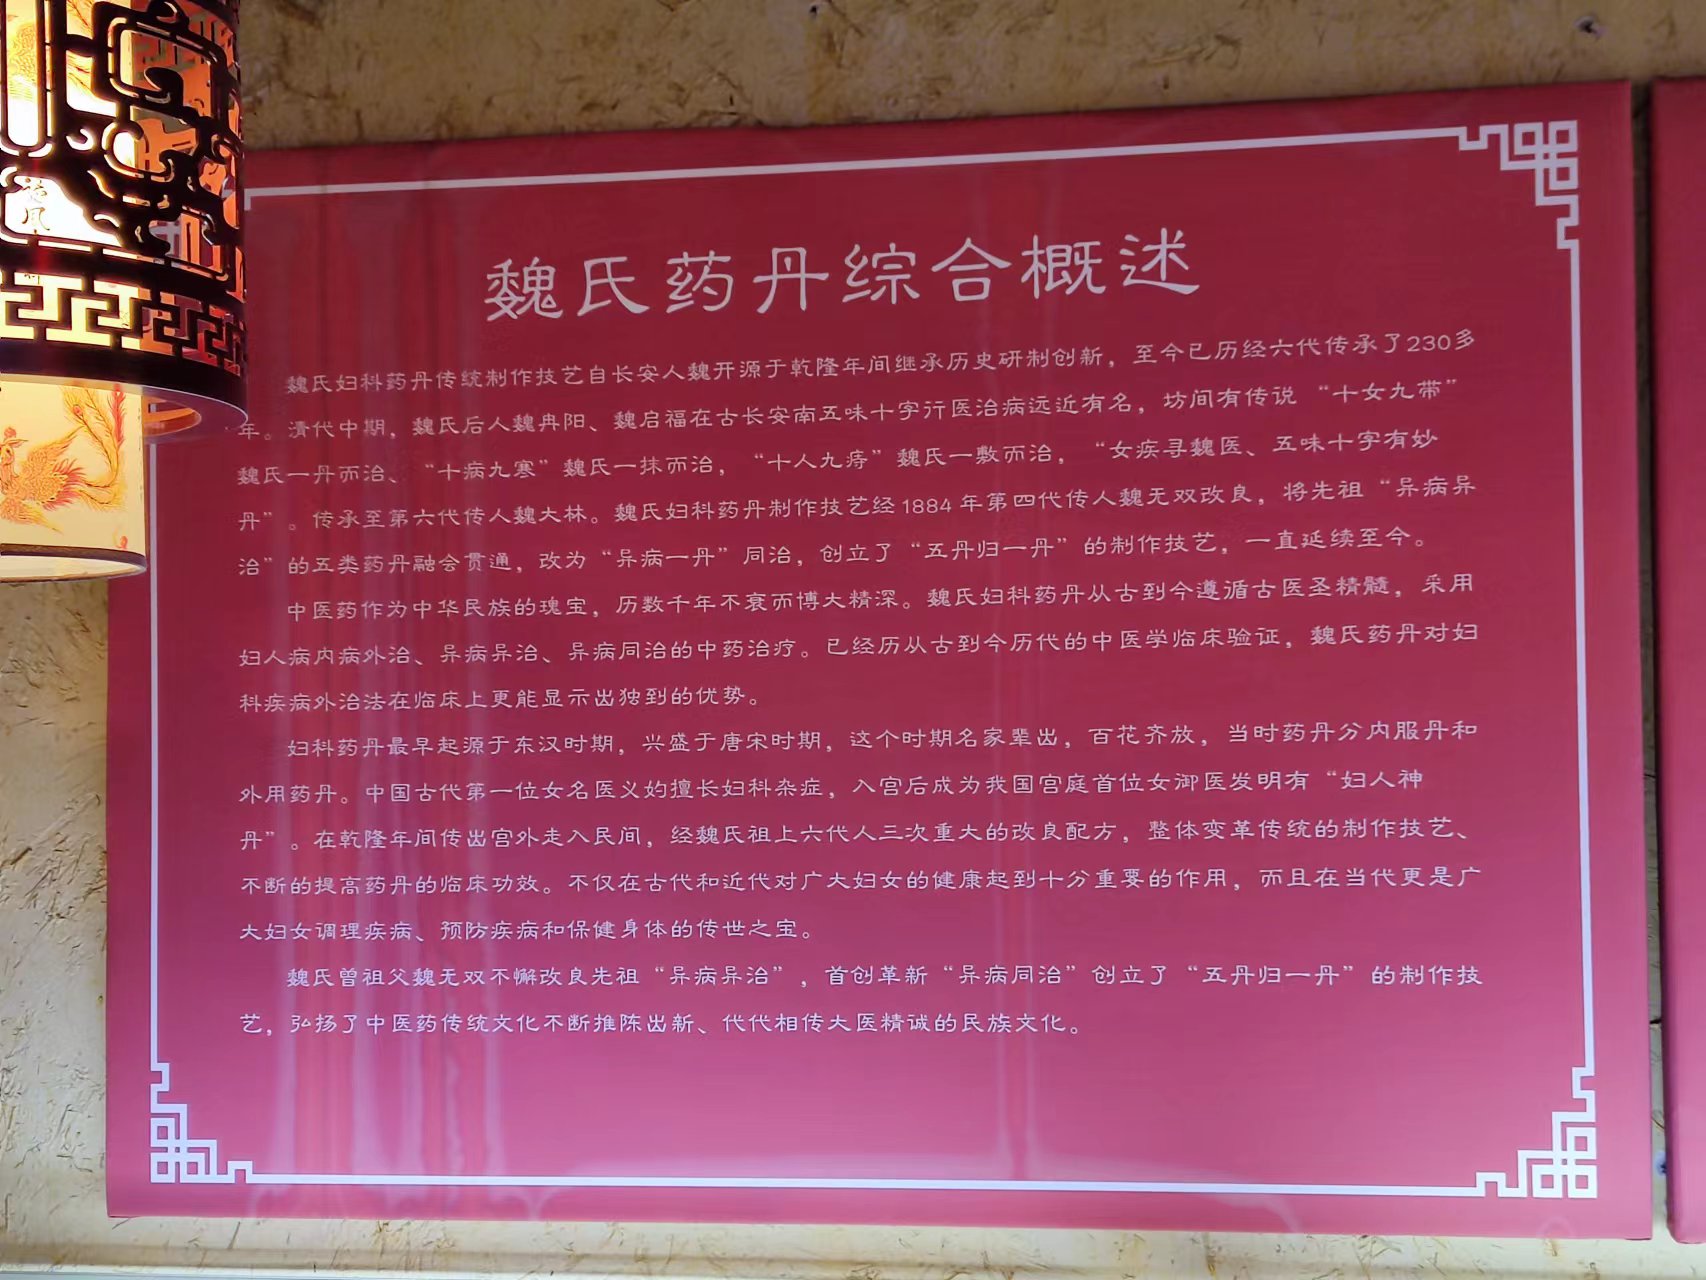 魏氏药丹综合概述
魏氏妇科药丹传统制作技艺自长安人魏开源于乾隆年间继承历史研制创新，至今已历经六代传承了230多
年。清代中期，魏氏后人魏冉阳、魏启福在古长安南五味十字行医治病远近有名，坊间有传说“十女九带”
魏氏一丹而治、“十病九寒”魏氏一抹而治，“十人九痔”魏氏一敷而治，“女疾寻魏医、五味十字有妙
丹”。传承至第六代传人魏大林。魏氏妇科药丹制作技艺经1884年第四代传人魏无双改良，将先祖“异病异
治”的五类药丹融会贯通，改为“异病一丹”同治，创立了“五丹归一丹”的制作技艺，一直延续至今。
中医药作为中华民族的瑰宝，历数千年不衰而博大精深。魏氏妇科药丹从古到今遵循古医圣精髓，采用
妇人病内病外治、异病异治、异病同治的中药治疗。已经历从古到今历代的中医学临床验证，魏氏药丹对妇
科疾病外治法在临床上更能显示出独到的优势。
妇科药丹最早起源于东汉时期，兴盛于唐宋时期，这个时期名家辈出，百花齐放，当时药丹分内服丹和
外用药丹。中国古代第一位女名医义妁擅长妇科杂症，入宫后成为我国宫庭首位女御医发明有“妇人神
丹”。在乾隆年间传出宫外走入民间，经魏氏祖上六代人三次重大的改良配方，整体变革传统的制作技艺、
不断的提高药丹的临床功效。不仅在古代和近代对广大妇女的健康起到十分重要的作用，而且在当代更是广
大妇女调理疾病、预防疾病和保健身体的传世之宝。
魏氏曾祖父魏无双不懈改良先祖“异病异治”，首创革新“异病同治”创立了“五丹归一丹”的制作技
艺，弘扬了中医药传统文化不断推陈出新、代代相传大医精诚的民族文化。